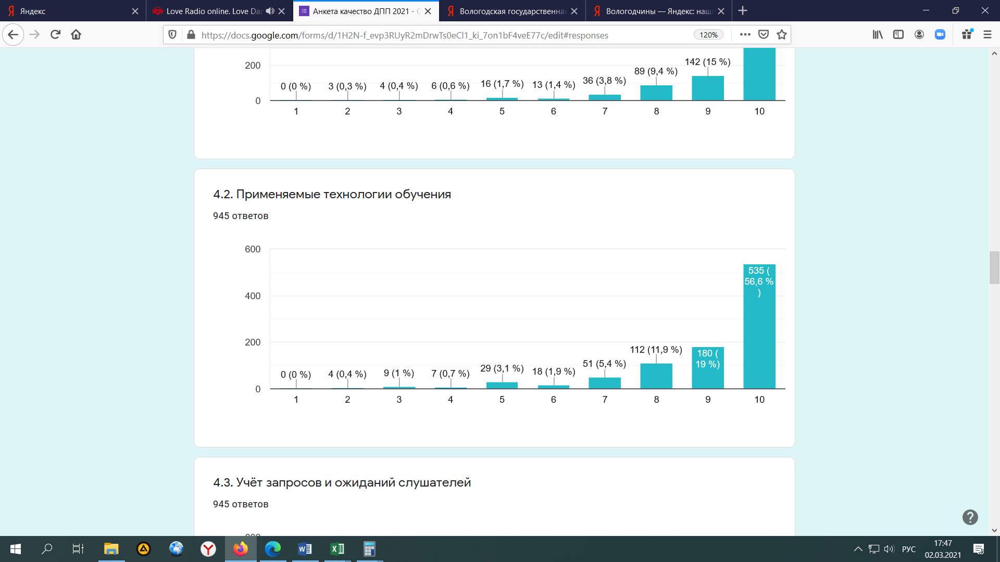 Яндекс
Love Radio online. Love Dan
Анкета качество ДПП 2021 - G
Вологодская государственная
Вологодчины — Яндекс: наш
https://docs.google.com/forms/d/1H2N-f_evp3RUyR2mDrwTs0eCl1_ki_7on1bF4veE77c/edit#responses
120%
200
0
0 (0 %)
3 (0,3 %)
4 (0,4 %)
6 (0,6 %)
16 (1,7 %)
13 (1,4 %)
36 (3,8 %)
89 (9,4 %)
142 (15 %)
1 2 3 4 5 6 7 8 9 10
4.2. Применяемые технологии обучения
945 ответов
600
400
200
0
0 (0 %)
4 (0,4 %)
9 (1 %)
7 (0,7 %)
29 (3,1 %)
18 (1,9 %)
51 (5,4 %)
112 (11,9 %)
180 (
19 %)
535 (
56,6 %
)
1 2 3 4 5 6 7 8 9 10
4.3. Учёт запросов и ожиданий слушателей
945 ответов
РУС
17:47
02.03.2021